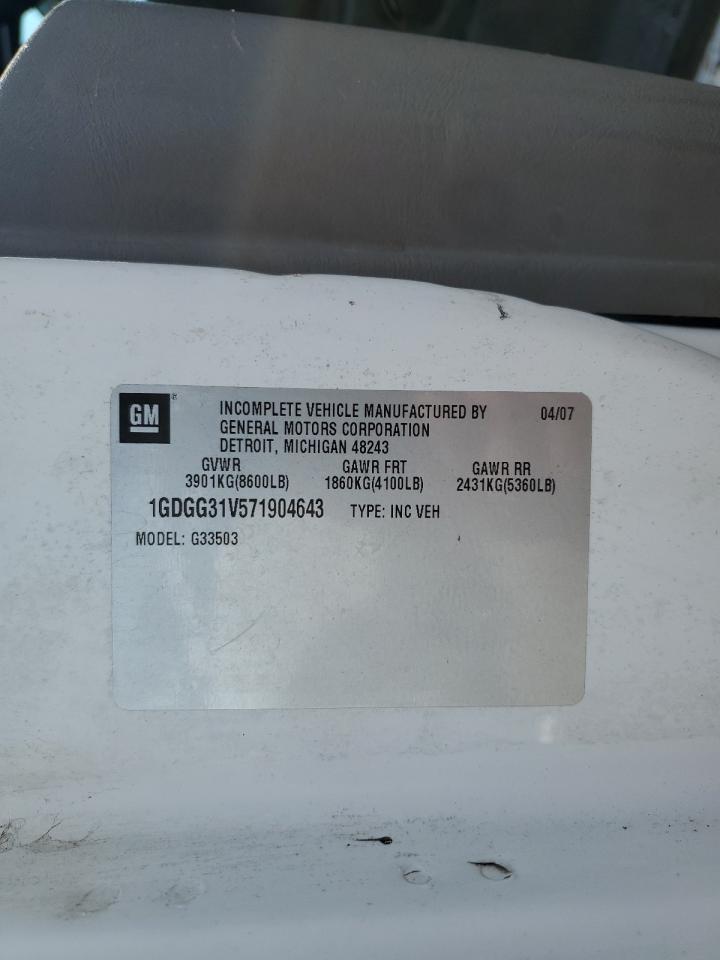 GM ® INCOMPLETE VEHICLE MANUFACTURED BY 04/07
GENERAL MOTORS CORPORATION
DETROIT, MICHIGAN 48243
GVWR GAWR FRT GAWR RR
3901KG(8600LB) 1860KG(4100LB) 2431KG(5360LB)
1GDGG31V571904643 TYPE: INC VEH
MODEL: G33503